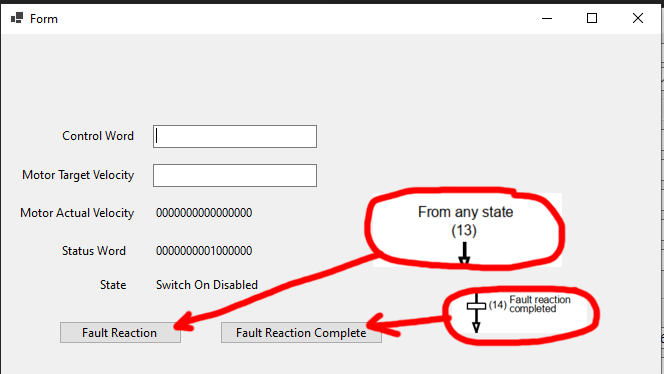 Form
Control Word
Motor Target Velocity
Motor Actual Velocity 0000000000000000
Status Word 0000000001000000
State Switch On Disabled
Fault Reaction Fault Reaction Complete
From any state
(13)
(14) Fault reaction
completed